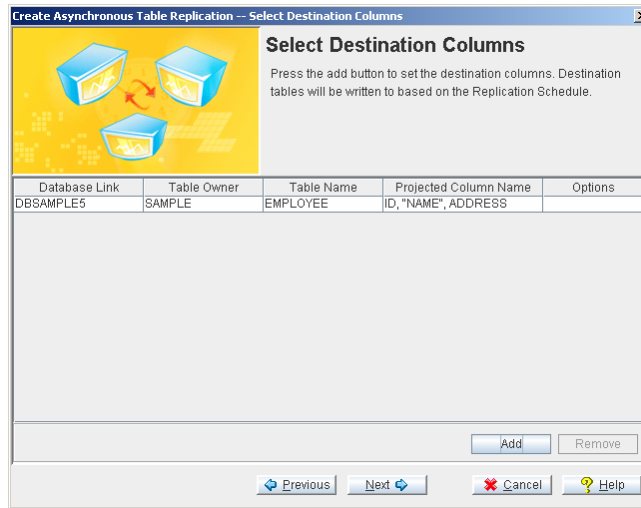 Create Asynchronous Table Replication -- Select Destination Columns
Select Destination Columns
Press the add button to set the destination columns. Destination
tables will be written to based on the Replication Schedule.
Database Link Table Owner Table Name Projected Column Name Options
DBSAMPLE5 SAMPLE EMPLOYEE ID, "NAME", ADDRESS
Add Remove
Previous Next Cancel Help